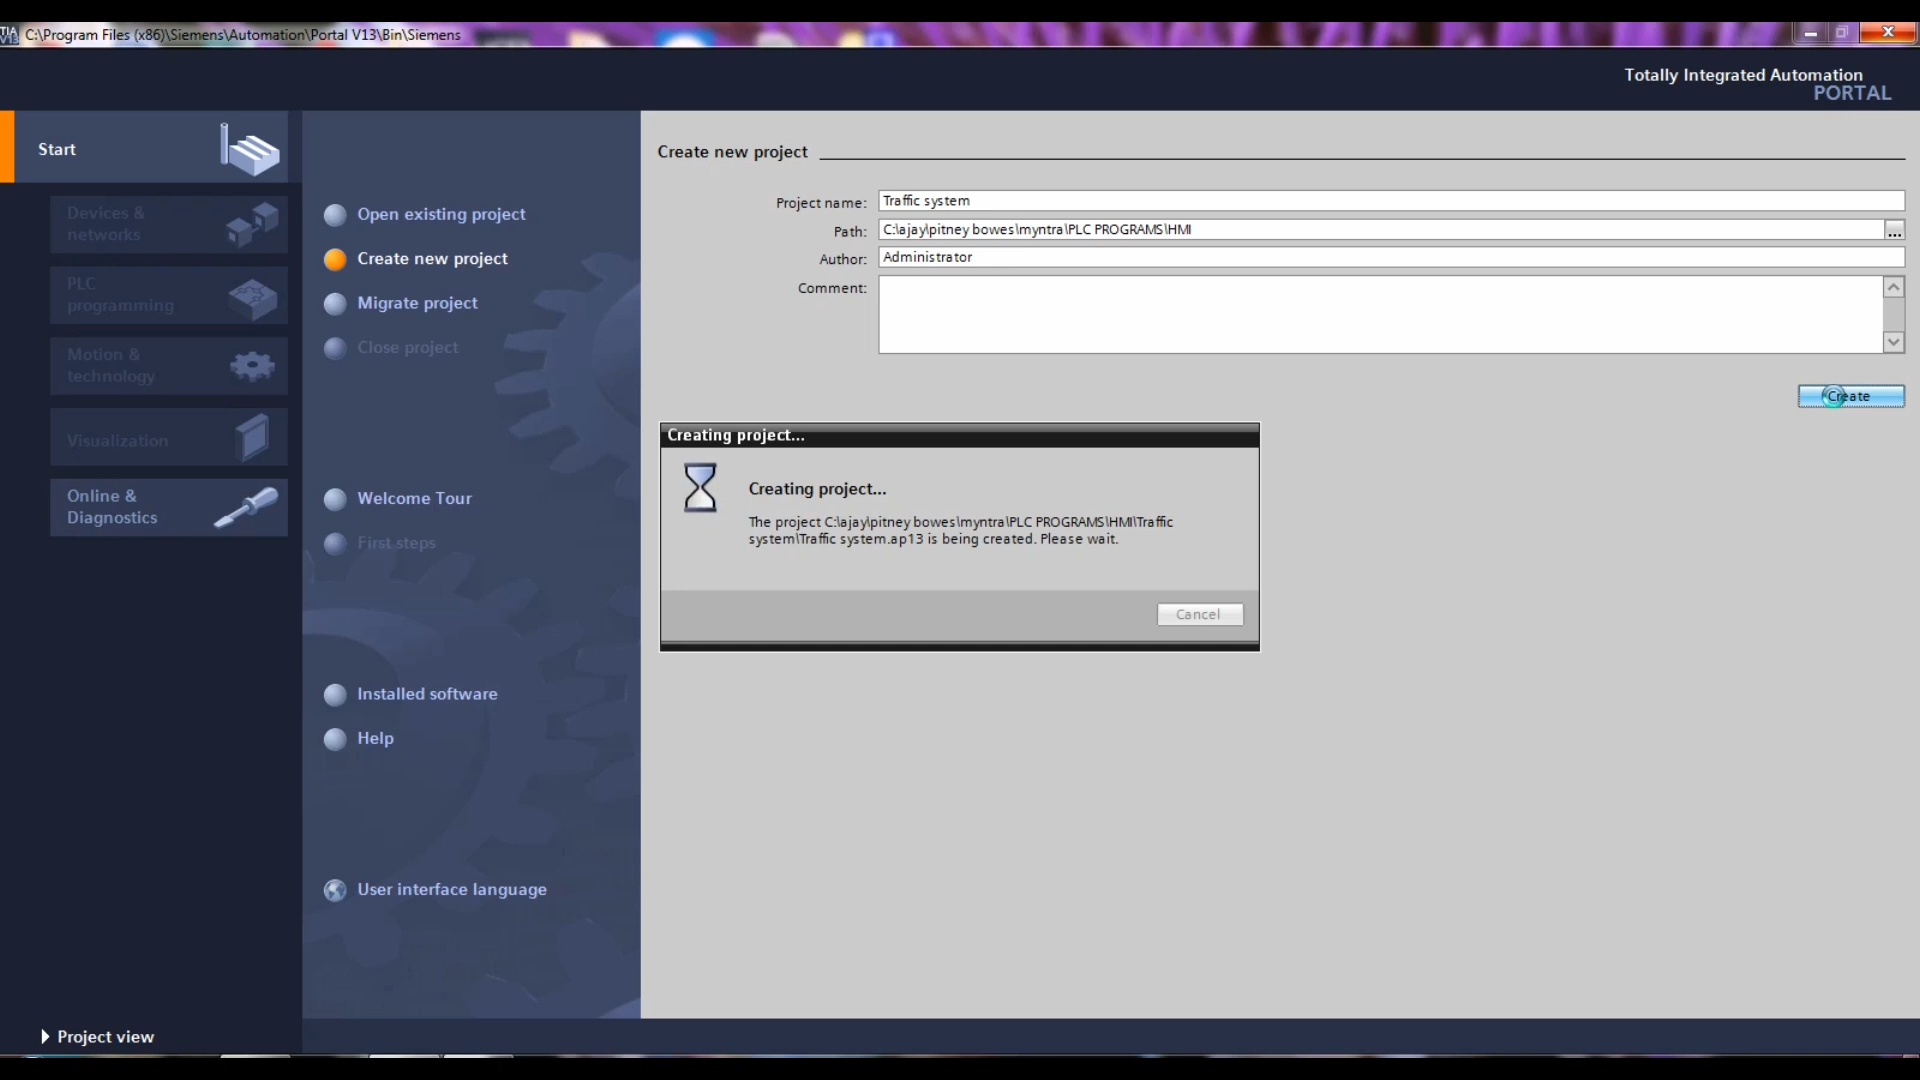 TIA
V13
C:\Program Files (x86)\Siemens\Automation\Portal V13\Bin\Siemens
Totally Integrated Automation
PORTAL
Start
Devices &
networks
PLC
programming
Motion &
technology
Visualization
Online &
Diagnostics
Open existing project
Create new project
Migrate project
Close project
Welcome Tour
First steps
Installed software
Help
User interface language
Create new project
Project name: Traffic system
Path: C:\ajay\pitney bowes\myntra\PLC PROGRAMS\HMI
...
Author: Administrator
Comment:
Create
Creating project...
Creating project...
The project C:\ajay\pitney bowes\myntra\PLC PROGRAMS\HMI\Traffic
system\Traffic system.ap13 is being created. Please wait.
Cancel
Project view